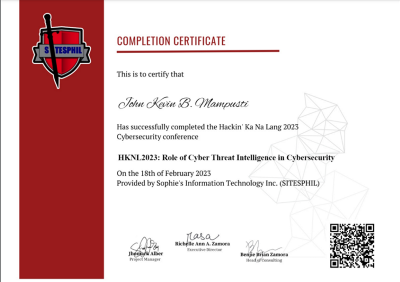 SITESPHIL
COMPLETION CERTIFICATE
This is to certify that
John Kevin B. Mampusti
Has successfully completed the Hackin' Ka Na Lang 2023
Cybersecurity conference
HKNL2023: Role of Cyber Threat Intelligence in Cybersecurity
On the 18th of February 2023
Provided by Sophie's Information Technology Inc. (SITESPHIL)
Alber
Project Manager
Richelle Ann A. Zamora
Executive Director
Benjie Brian Zamora
Head of Consulting